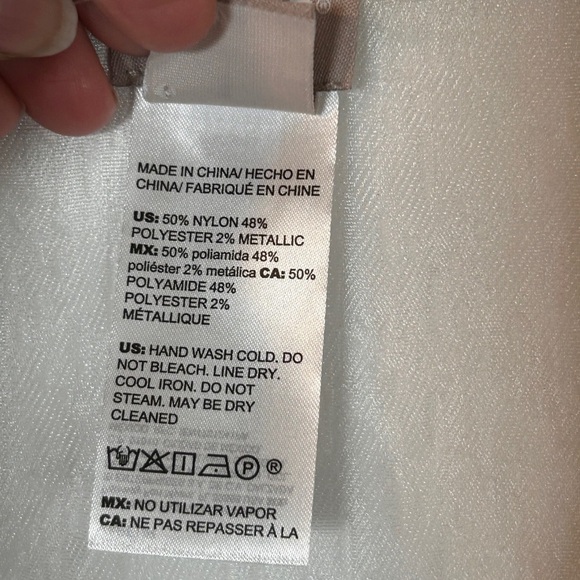 MADE IN CHINA/ HECHO EN
CHINA/ FABRIQUÉ EN CHINE
US: 50% NYLON 48%
POLYESTER 2% METALLIC
MX: 50% poliamida 48%
poliéster 2% metálica CA: 50%
POLYAMIDE 48%
POLYESTER 2%
MÉTALLIQUE
US: HAND WASH COLD. DO
NOT BLEACH. LINE DRY.
COOL IRON. DO NOT
STEAM. MAY BE DRY
CLEANED
P ®
MX: NO UTILIZAR VAPOR
CA: NE PAS REPASSER À LA